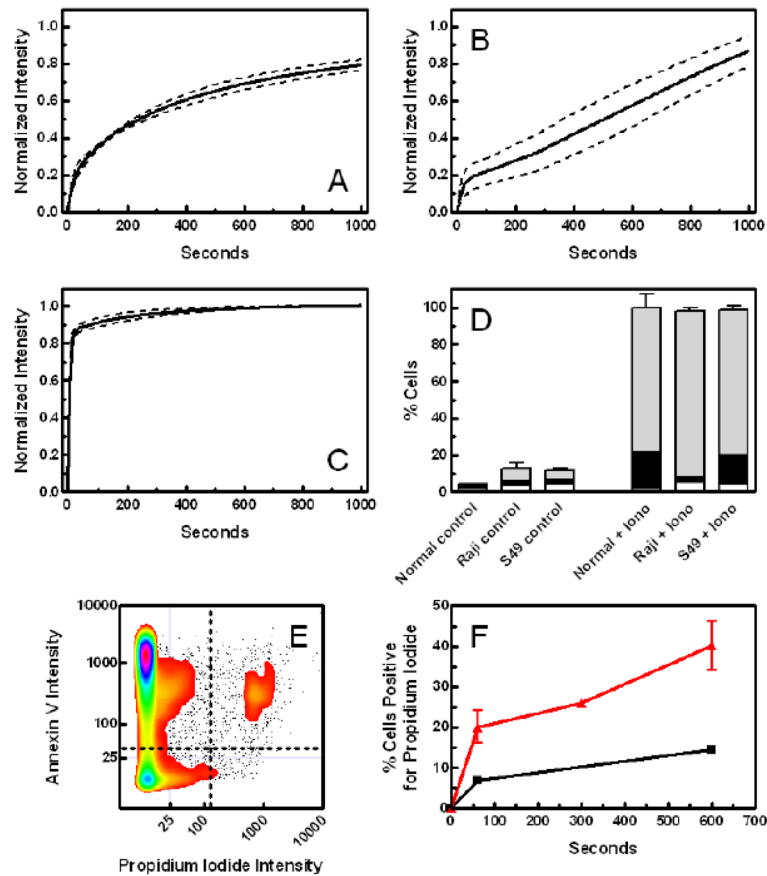 A
Normalized Intensity
1.0
0.8
0.6
0.4
0.2
0.0
0 200 400 600 800 1000
Seconds
B
Normalized Intensity
1.0
0.8
0.6
0.4
0.2
0.0
0 200 400 600 800 1000
Seconds
C
Normalized Intensity
1.0
0.8
0.6
0.4
0.2
0.0
0 200 400 600 800 1000
Seconds
D
% Cells
100
80
60
40
20
0
Normal control
Raji control
S49 control
Normal + Iono
Raji + Iono
S49 + Iono
E
Annexin V Intensity
10000
1000
100
25
25 100 1000 10000
Propidium Iodide Intensity
F
% Cells Positive
for Propidium Iodide
50
40
30
20
10
0
0 100 200 300 400 500 600 700
Seconds